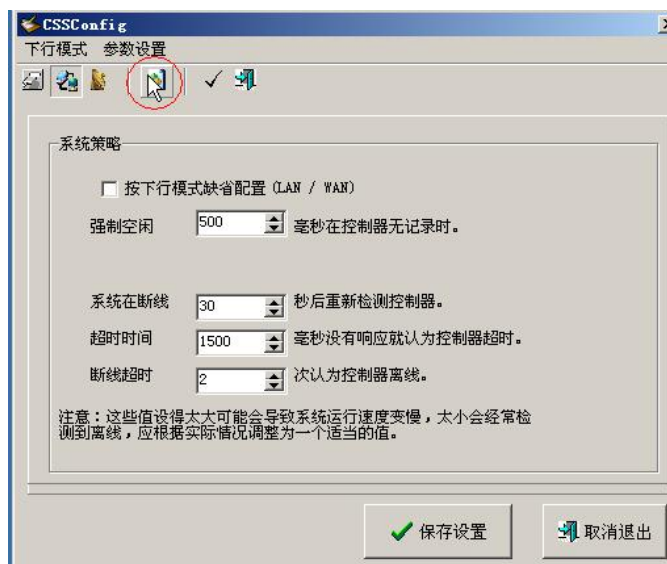 CSSConfig
下行模式 参数设置
系统策略
按下行模式缺省配置 (LAN / WAN)
强制空闲 500 毫秒在控制器无记录时。
系统在断线 30 秒后重新检测控制器。
超时时间 1500 毫秒没有响应就认为控制器超时。
断线超时 2 次认为控制器离线。
注意：这些值设得太大可能会导致系统运行速度变慢，太小会经常检
测到离线，应根据实际情况调整为一个适当的值。
保存设置 取消退出